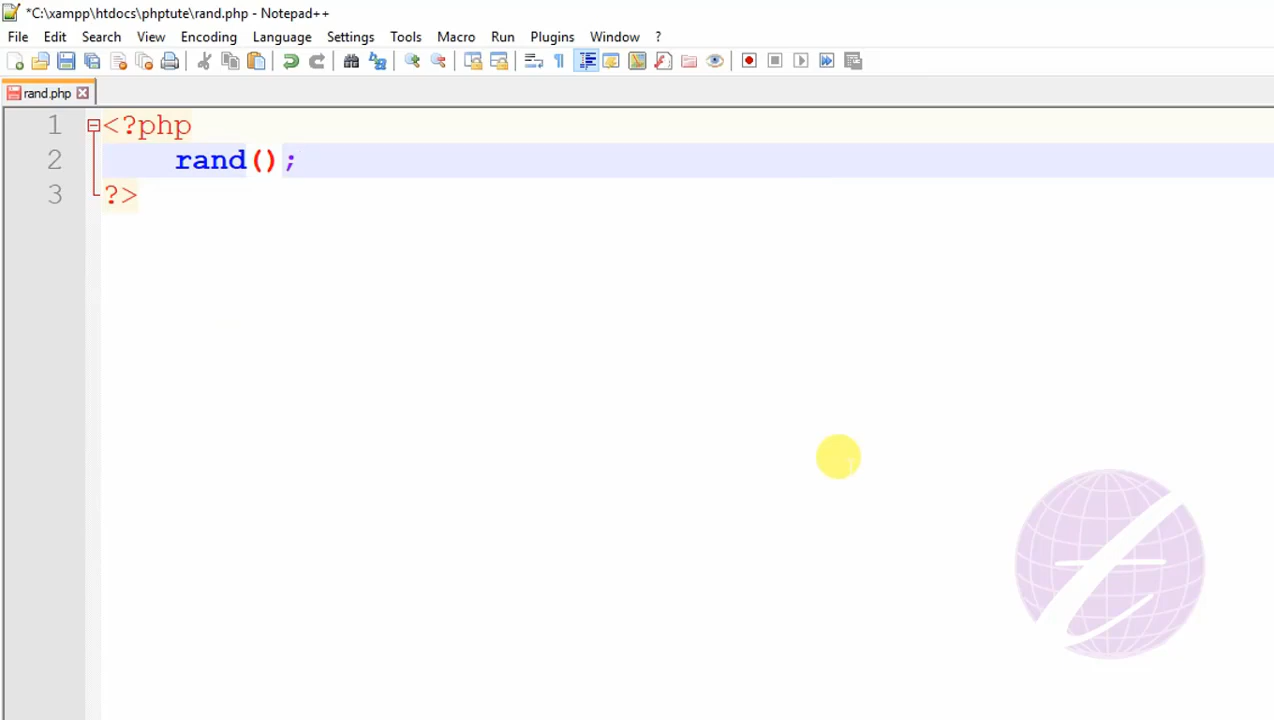 *C:\xampp\htdocs\phptute\rand.php - Notepad++
File Edit Search View Encoding Language Settings Tools Macro Run Plugins Window ?
rand.php
1 <?php
2 rand();
3 ?>